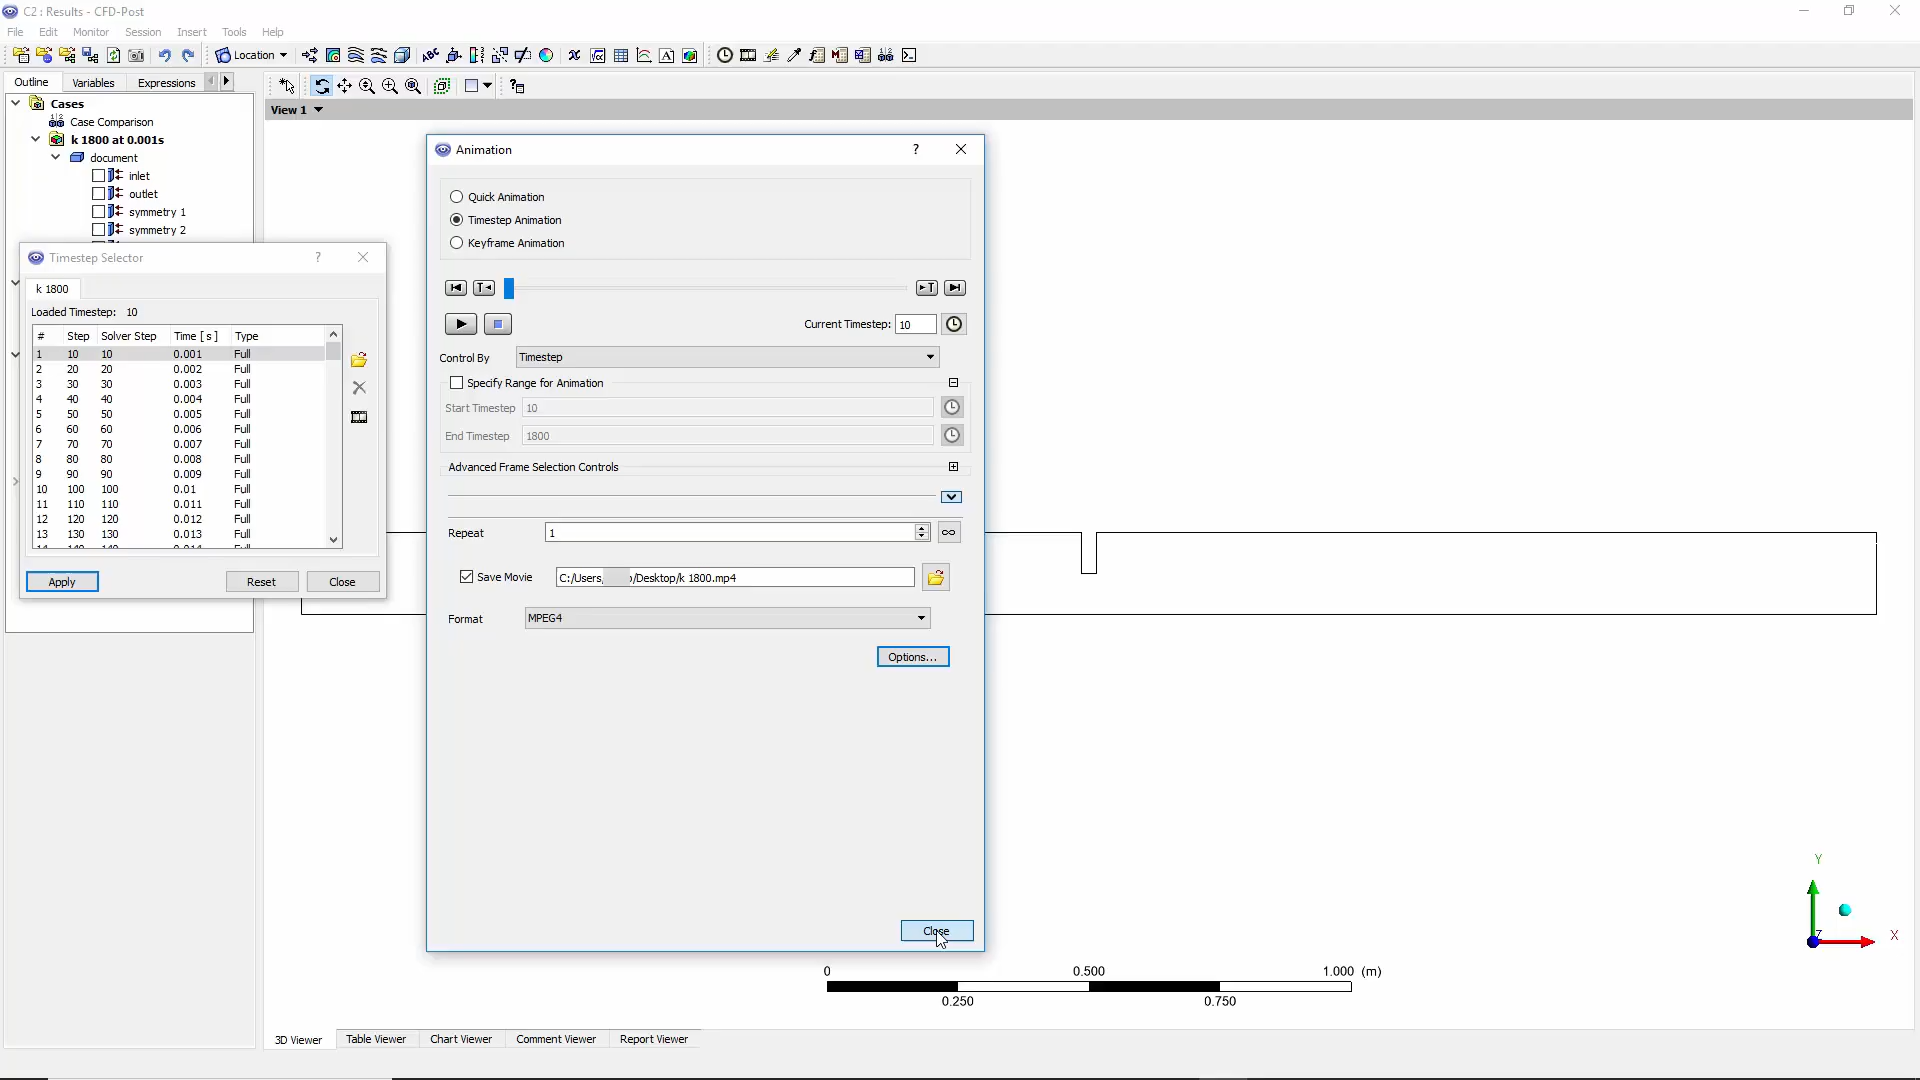 C2 : Results - CFD-Post
File Edit Monitor Session Insert Tools Help
Location
Outline Variables Expressions
View 1
Cases
Case Comparison
k 1800 at 0.001s
document
inlet
outlet
symmetry 1
symmetry 2
Timestep Selector ?
k 1800
Loaded Timestep: 10
# Step Solver Step Time [ s ] Type
1 10 10 0.001 Full
2 20 20 0.002 Full
3 30 30 0.003 Full
4 40 40 0.004 Full
5 50 50 0.005 Full
6 60 60 0.006 Full
7 70 70 0.007 Full
8 80 80 0.008 Full
9 90 90 0.009 Full
10 100 100 0.01 Full
11 110 110 0.011 Full
12 120 120 0.012 Full
13 130 130 0.013 Full
14 140 140 0.014 Full
Apply Reset Close
Animation ?
Quick Animation
Timestep Animation
Keyframe Animation
Current Timestep: 10
Control By Timestep
Specify Range for Animation
Start Timestep 10
End Timestep 1800
Advanced Frame Selection Controls
Repeat 1
Save Movie C:/Users/ /Desktop/k 1800.mp4
Format MPEG4
Options...
Close
Y
Z
X
0 0.500 1.000 (m)
0.250 0.750
3D Viewer Table Viewer Chart Viewer Comment Viewer Report Viewer